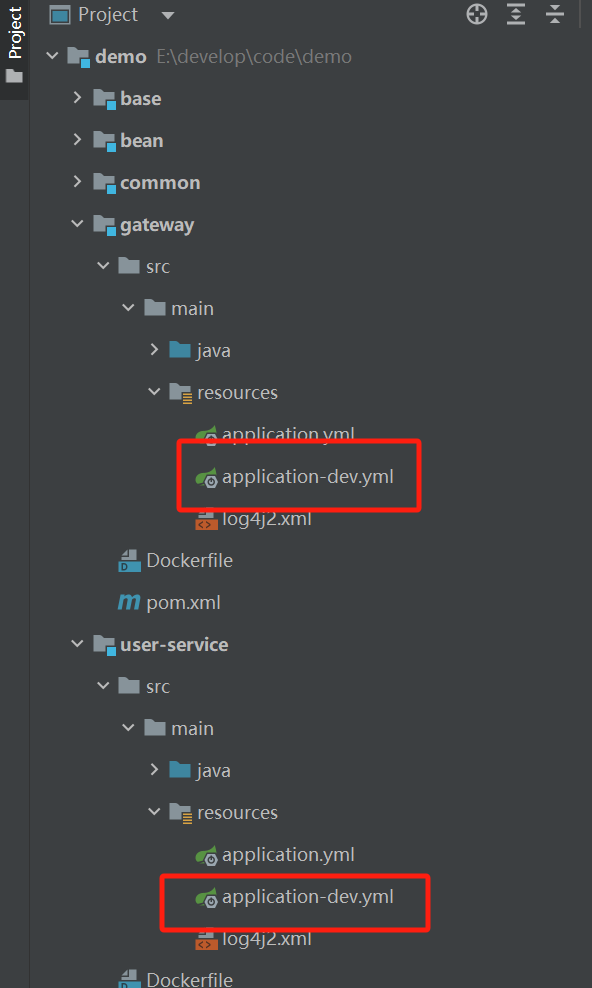 Project
Project
demo E:\develop\code\demo
base
bean
common
gateway
src
main
java
resources
application.yml
application-dev.yml
log4j2.xml
Dockerfile
pom.xml
user-service
src
main
java
resources
application.yml
application-dev.yml
log4j2.xml
Dockerfile